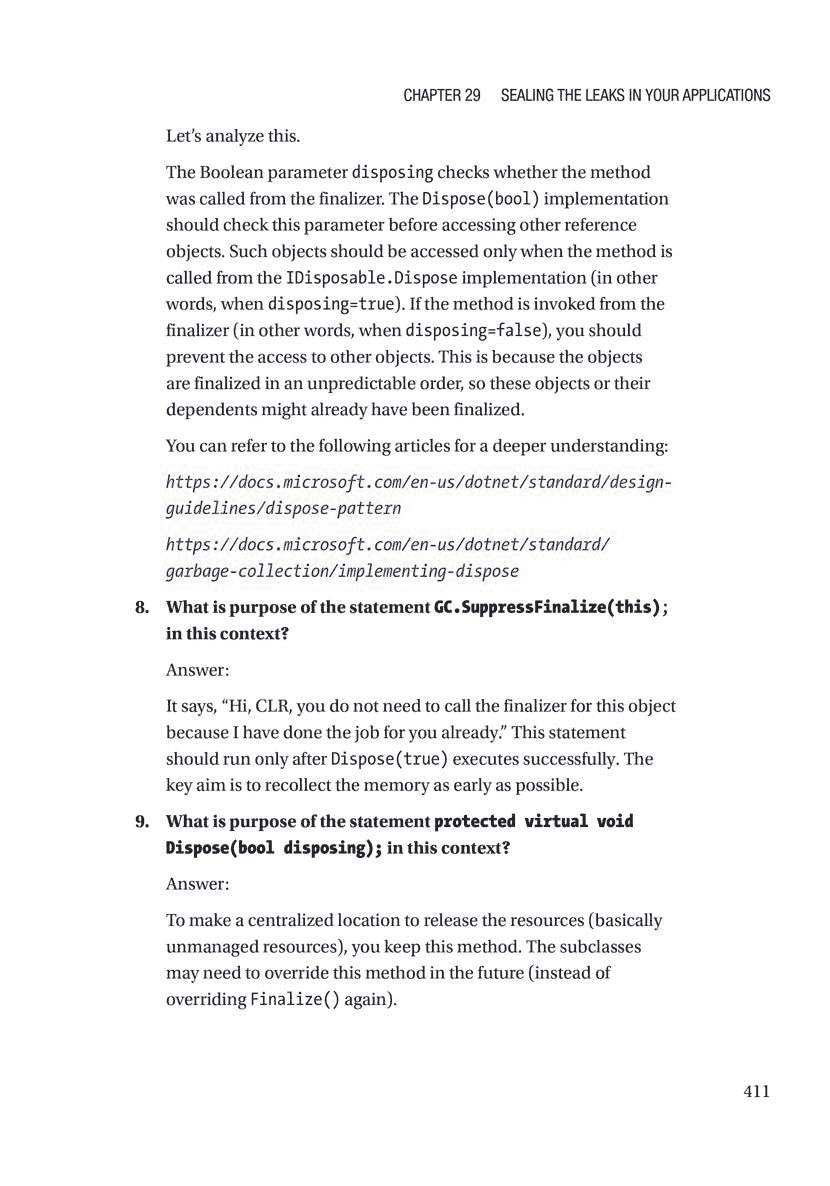 CHAPTER 29 SEALING THE LEAKS IN YOUR APPLICATIONS
Let’s analyze this.
The Boolean parameter disposing checks whether the method
was called from the finalizer. The Dispose(bool) implementation
should check this parameter before accessing other reference
objects. Such objects should be accessed only when the method is
called from the IDisposable.Dispose implementation (in other
words, when disposing=true). If the method is invoked from the
finalizer (in other words, when disposing=false), you should
prevent the access to other objects. This is because the objects
are finalized in an unpredictable order, so these objects or their
dependents might already have been finalized.
You can refer to the following articles for a deeper understanding:
https://docs.microsoft.com/en-us/dotnet/standard/design-
guidelines/dispose-pattern
https://docs.microsoft.com/en-us/dotnet/standard/
garbage-collection/implementing-dispose
8. What is purpose of the statement GC.SuppressFinalize(this);
in this context?
Answer:
It says, “Hi, CLR, you do not need to call the finalizer for this object
because I have done the job for you already.” This statement
should run only after Dispose(true) executes successfully. The
key aim is to recollect the memory as early as possible.
9. What is purpose of the statement protected virtual void
Dispose(bool disposing); in this context?
Answer:
To make a centralized location to release the resources (basically
unmanaged resources), you keep this method. The subclasses
may need to override this method in the future (instead of
overriding Finalize() again).
411